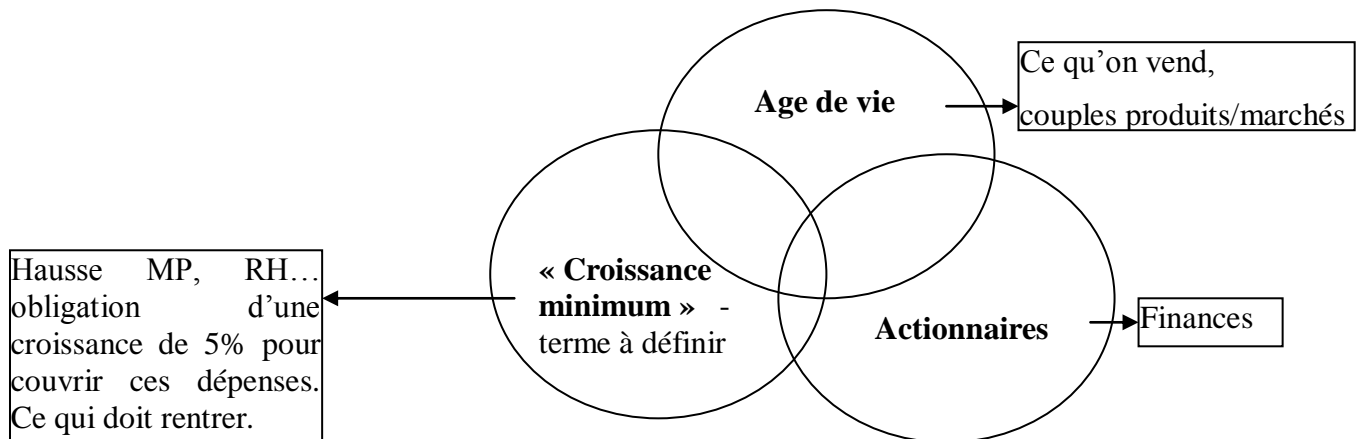 Ce qu’on vend,
couples produits/marchés
Age de vie
« Croissance
minimum » -
terme à définir
Hausse MP, RH…
obligation d’une
croissance de 5% pour
couvrir ces dépenses.
Ce qui doit rentrer.
Actionnaires
Finances